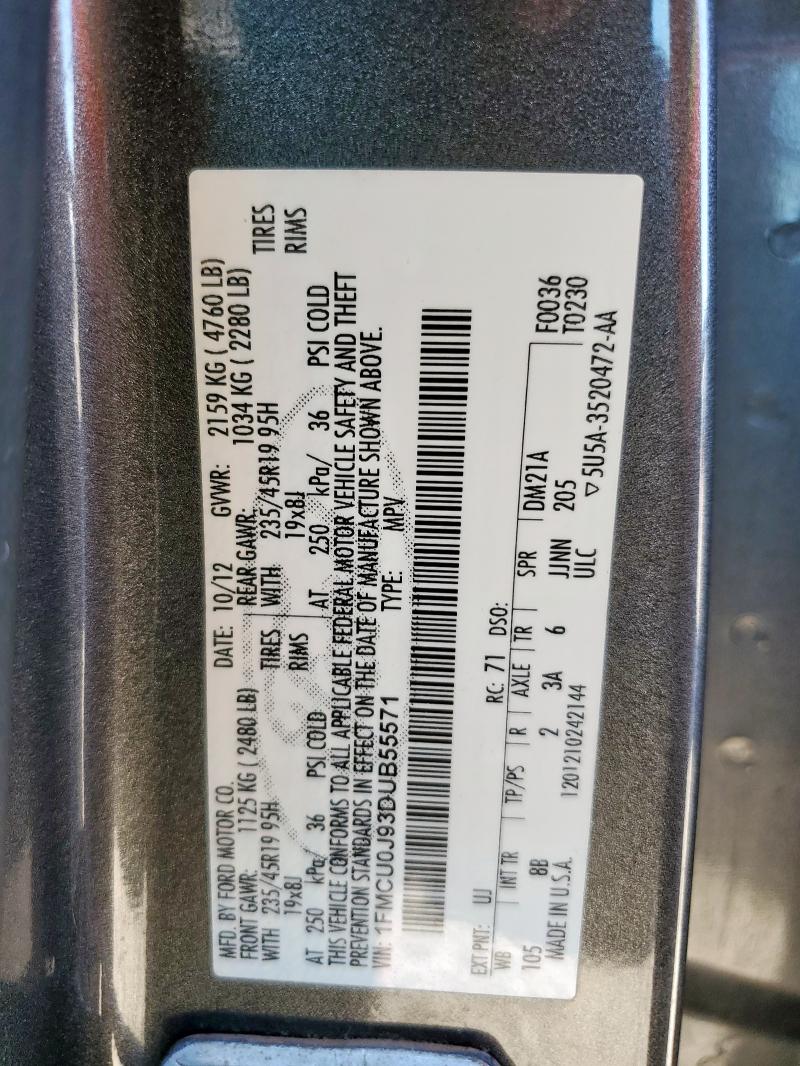 MFD. BY FORD MOTOR CO. DATE: 10/12 GVWR: 2159 KG ( 4760 LB)
FRONT GAWR: 1125 KG ( 2480 LB) REAR GAWR: 1034 KG ( 2280 LB)
WITH 235/45R19 95H TIRES WITH 235/45R19 95H TIRES
19x8J RIMS 19x8J RIMS
AT 250 kPa/ 36 PSI COLD AT 250 kPa/ 36 PSI COLD
THIS VEHICLE CONFORMS TO ALL APPLICABLE FEDERAL MOTOR VEHICLE SAFETY AND THEFT
PREVENTION STANDARDS IN EFFECT ON THE DATE OF MANUFACTURE SHOWN ABOVE.
VIN: 1FMCU0J93DUB55571 TYPE: MPV
EXT PNT: UJ RC: 71 DSO:
WB INT TR TP/PS R AXLE TR SPR DM21A F0036
105 8B 2 3A 6 JJNN 205 T0230
MADE IN U.S.A. 1201210242144 ULC ▽5U5A-3520472-AA